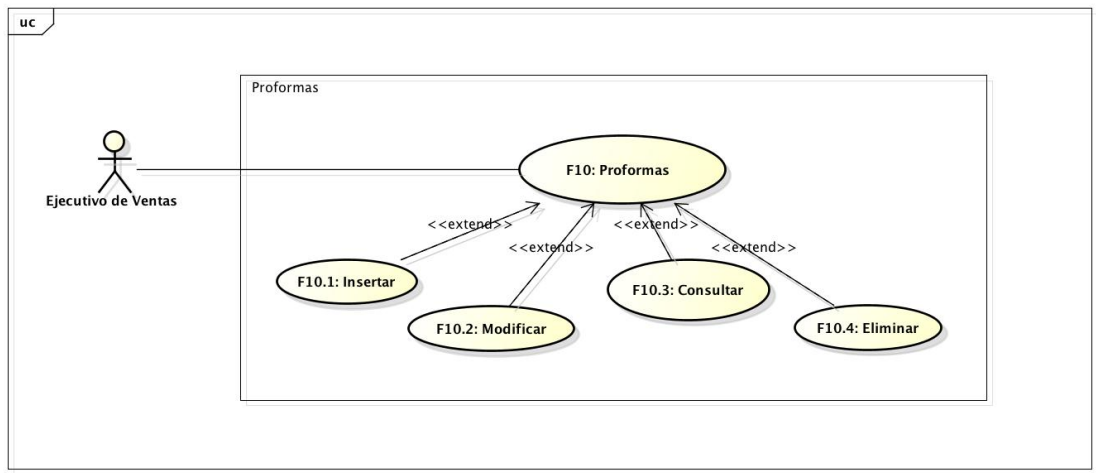 uc
Proformas
F10: Proformas
Ejecutivo de Ventas
<<extend>>
<<extend>>
<<extend>>
<<extend>>
F10.1: Insertar
F10.2: Modificar
F10.3: Consultar
F10.4: Eliminar